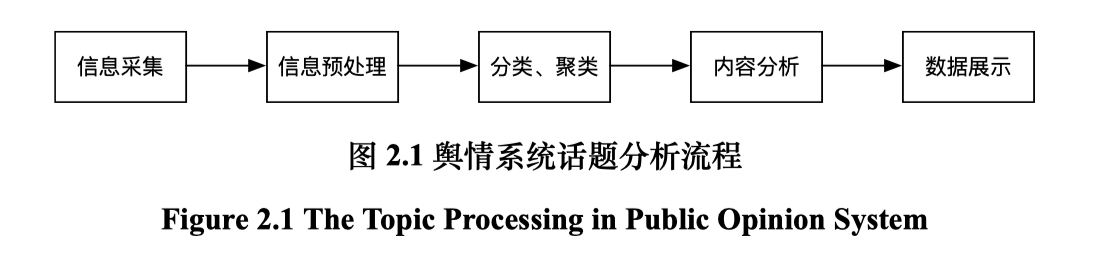 信息采集
信息预处理
分类、聚类
内容分析
数据展示
图 2.1 舆情系统话题分析流程
Figure 2.1 The Topic Processing in Public Opinion System